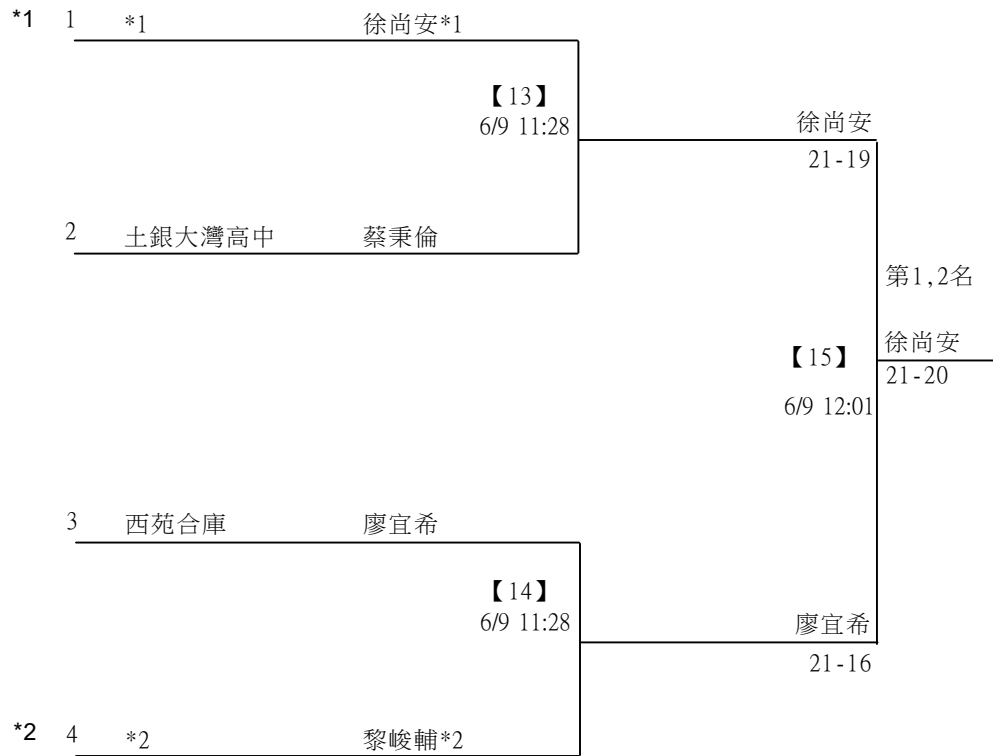 *1 1 *1 徐尚安*1
【13】
6/9 11:28
徐尚安
21-19
2 土銀大灣高中 蔡秉倫
第1,2名
徐尚安
【15】
21-20
6/9 12:01
3 西苑合庫 廖宜希
【14】
6/9 11:28
廖宜希
21-16
*2 4 *2 黎峻輔*2